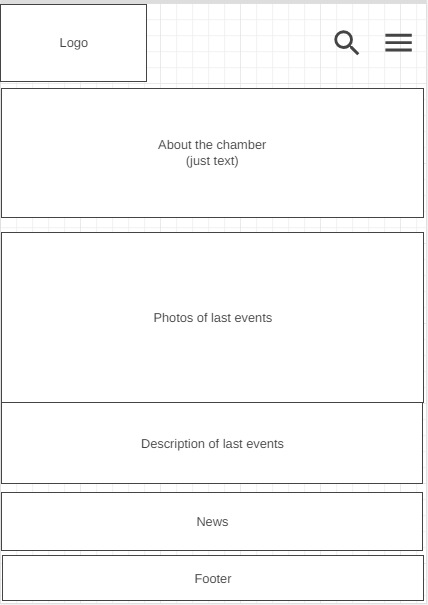 Logo
About the chamber
(just text)
Photos of last events
Description of last events
News
Footer